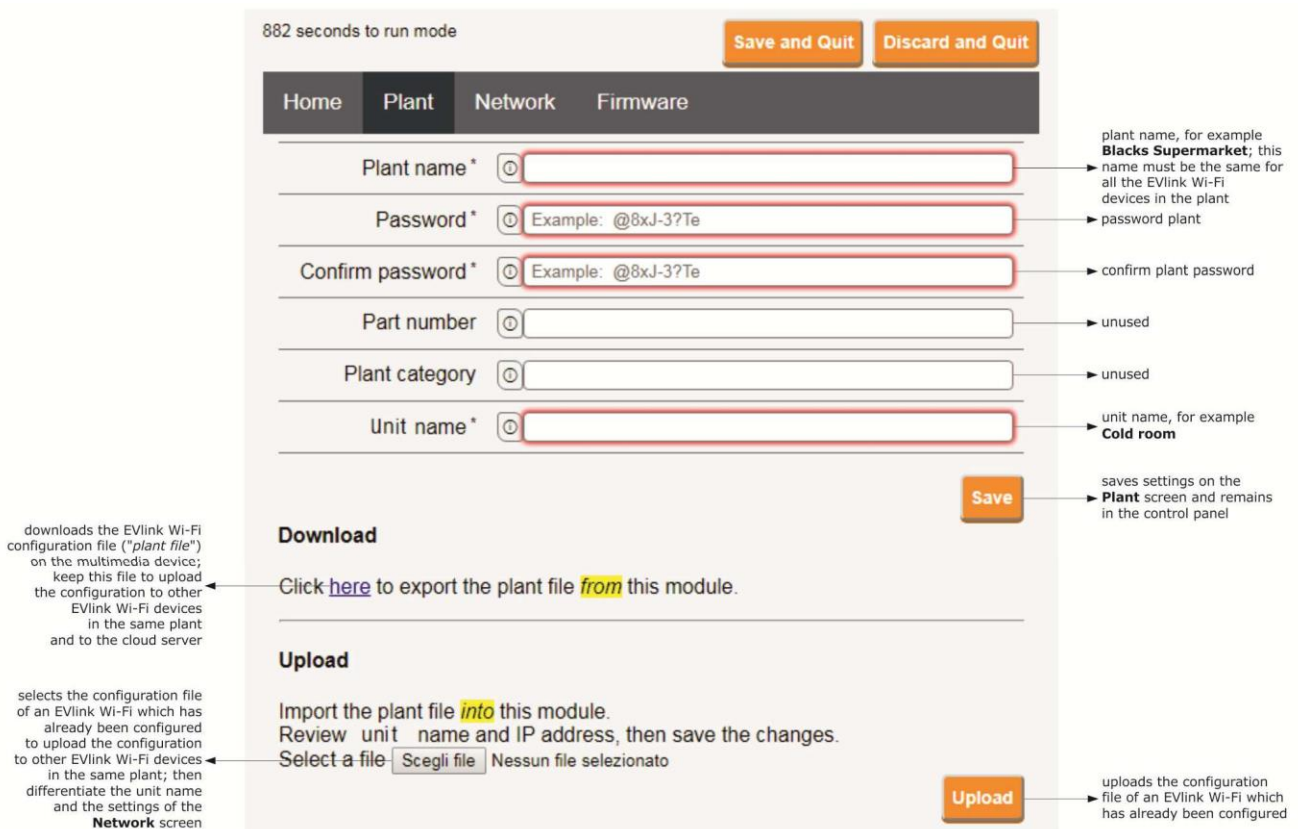 882 seconds to run mode
Save and Quit
Discard and Quit
Home Plant Network Firmware
Plant name *
plant name, for example
Blacks Supermarket; this
name must be the same for
all the EVlink Wi-Fi
devices in the plant
Password * Example: @8xJ-3?Te
password plant
Confirm password * Example: @8xJ-3?Te
confirm plant password
Part number
unused
Plant category
unused
Unit name *
unit name, for example
Cold room
Save
saves settings on the
Plant screen and remains
in the control panel
downloads the EVlink Wi-Fi
configuration file ("plant file")
on the multimedia device;
keep this file to upload
the configuration to other
EVlink Wi-Fi devices
in the same plant
and to the cloud server
Download
Click here to export the plant file from this module.
Upload
selects the configuration file
of an EVlink Wi-Fi which has
already been configured
to upload the configuration
to other EVlink Wi-Fi devices
in the same plant; then
differentiate the unit name
and the settings of the
Network screen
Import the plant file into this module.
Review unit name and IP address, then save the changes.
Select a file Scegli file Nessun file selezionato
Upload
uploads the configuration
file of an EVlink Wi-Fi which
has already been configured